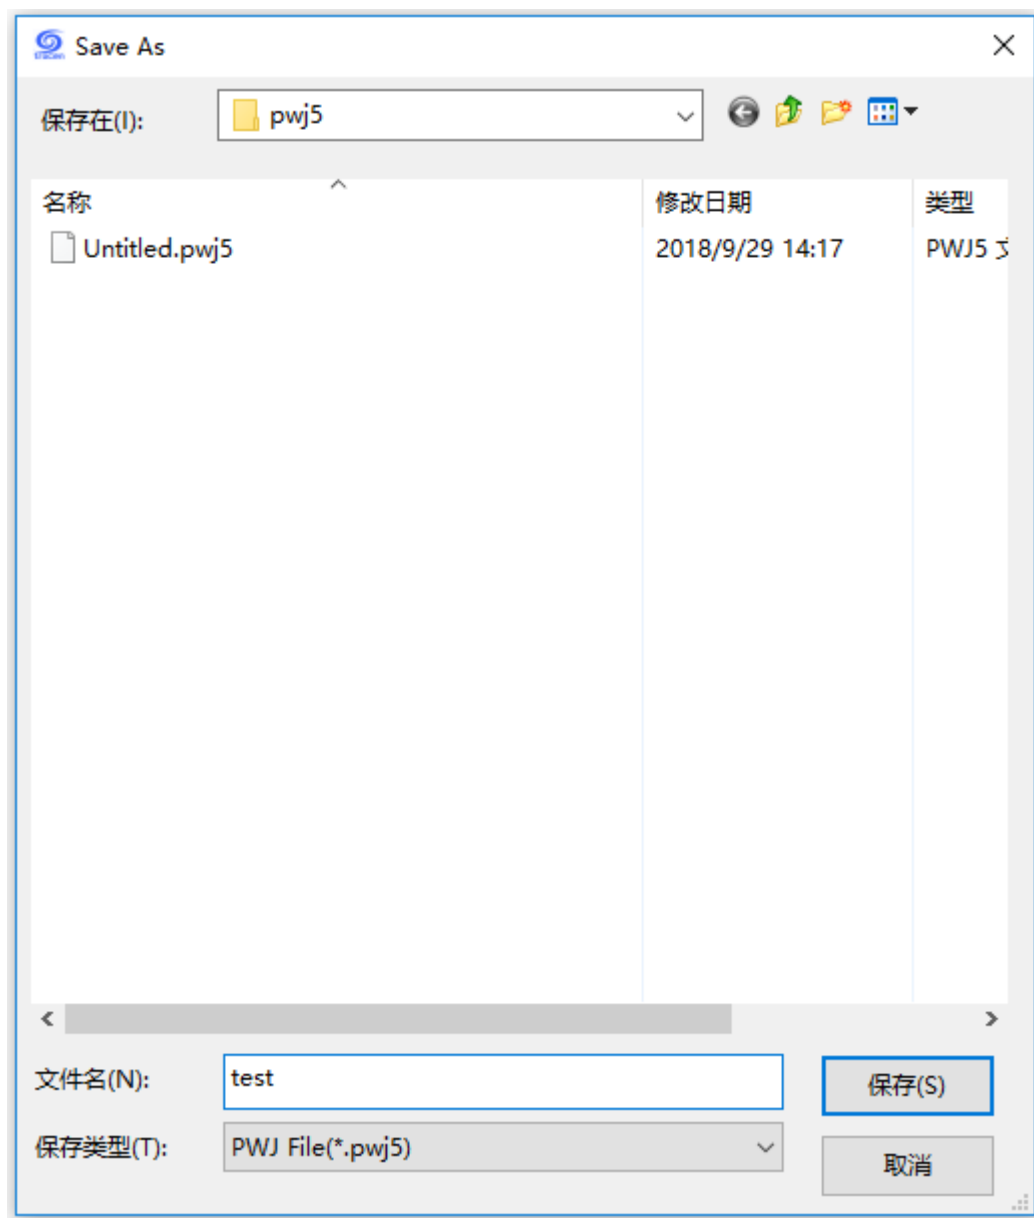 Save As
保存在(I): pwj5
名称 修改日期 类型
Untitled.pwj5 2018/9/29 14:17 PWJ5
文件名(N): test 保存(S)
保存类型(T): PWJ File(*.pwj5) 取消